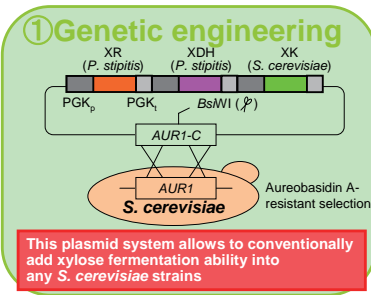 ①Genetic engineering
XR XDH XK
(P. stipitis) (P. stipitis) (S. cerevisiae)
PGKp PGKt BsiWI
AUR1-C
AUR1
S. cerevisiae
Aureobasidin A-
resistant selection
This plasmid system allows to conventionally
add xylose fermentation ability into
any S. cerevisiae strains